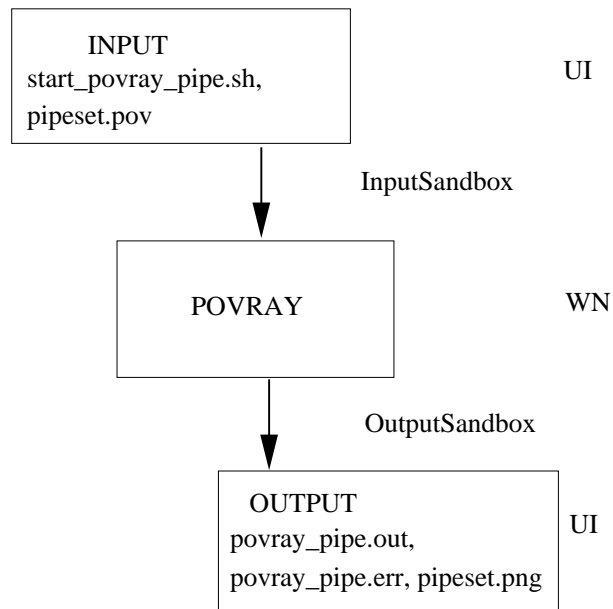 INPUT
start_povray_pipe.sh,
UI
pipeset.pov
InputSandbox
POVRAY
WN
OutputSandbox
OUTPUT
UI
povray_pipe.out,
povray_pipe.err, pipeset.png